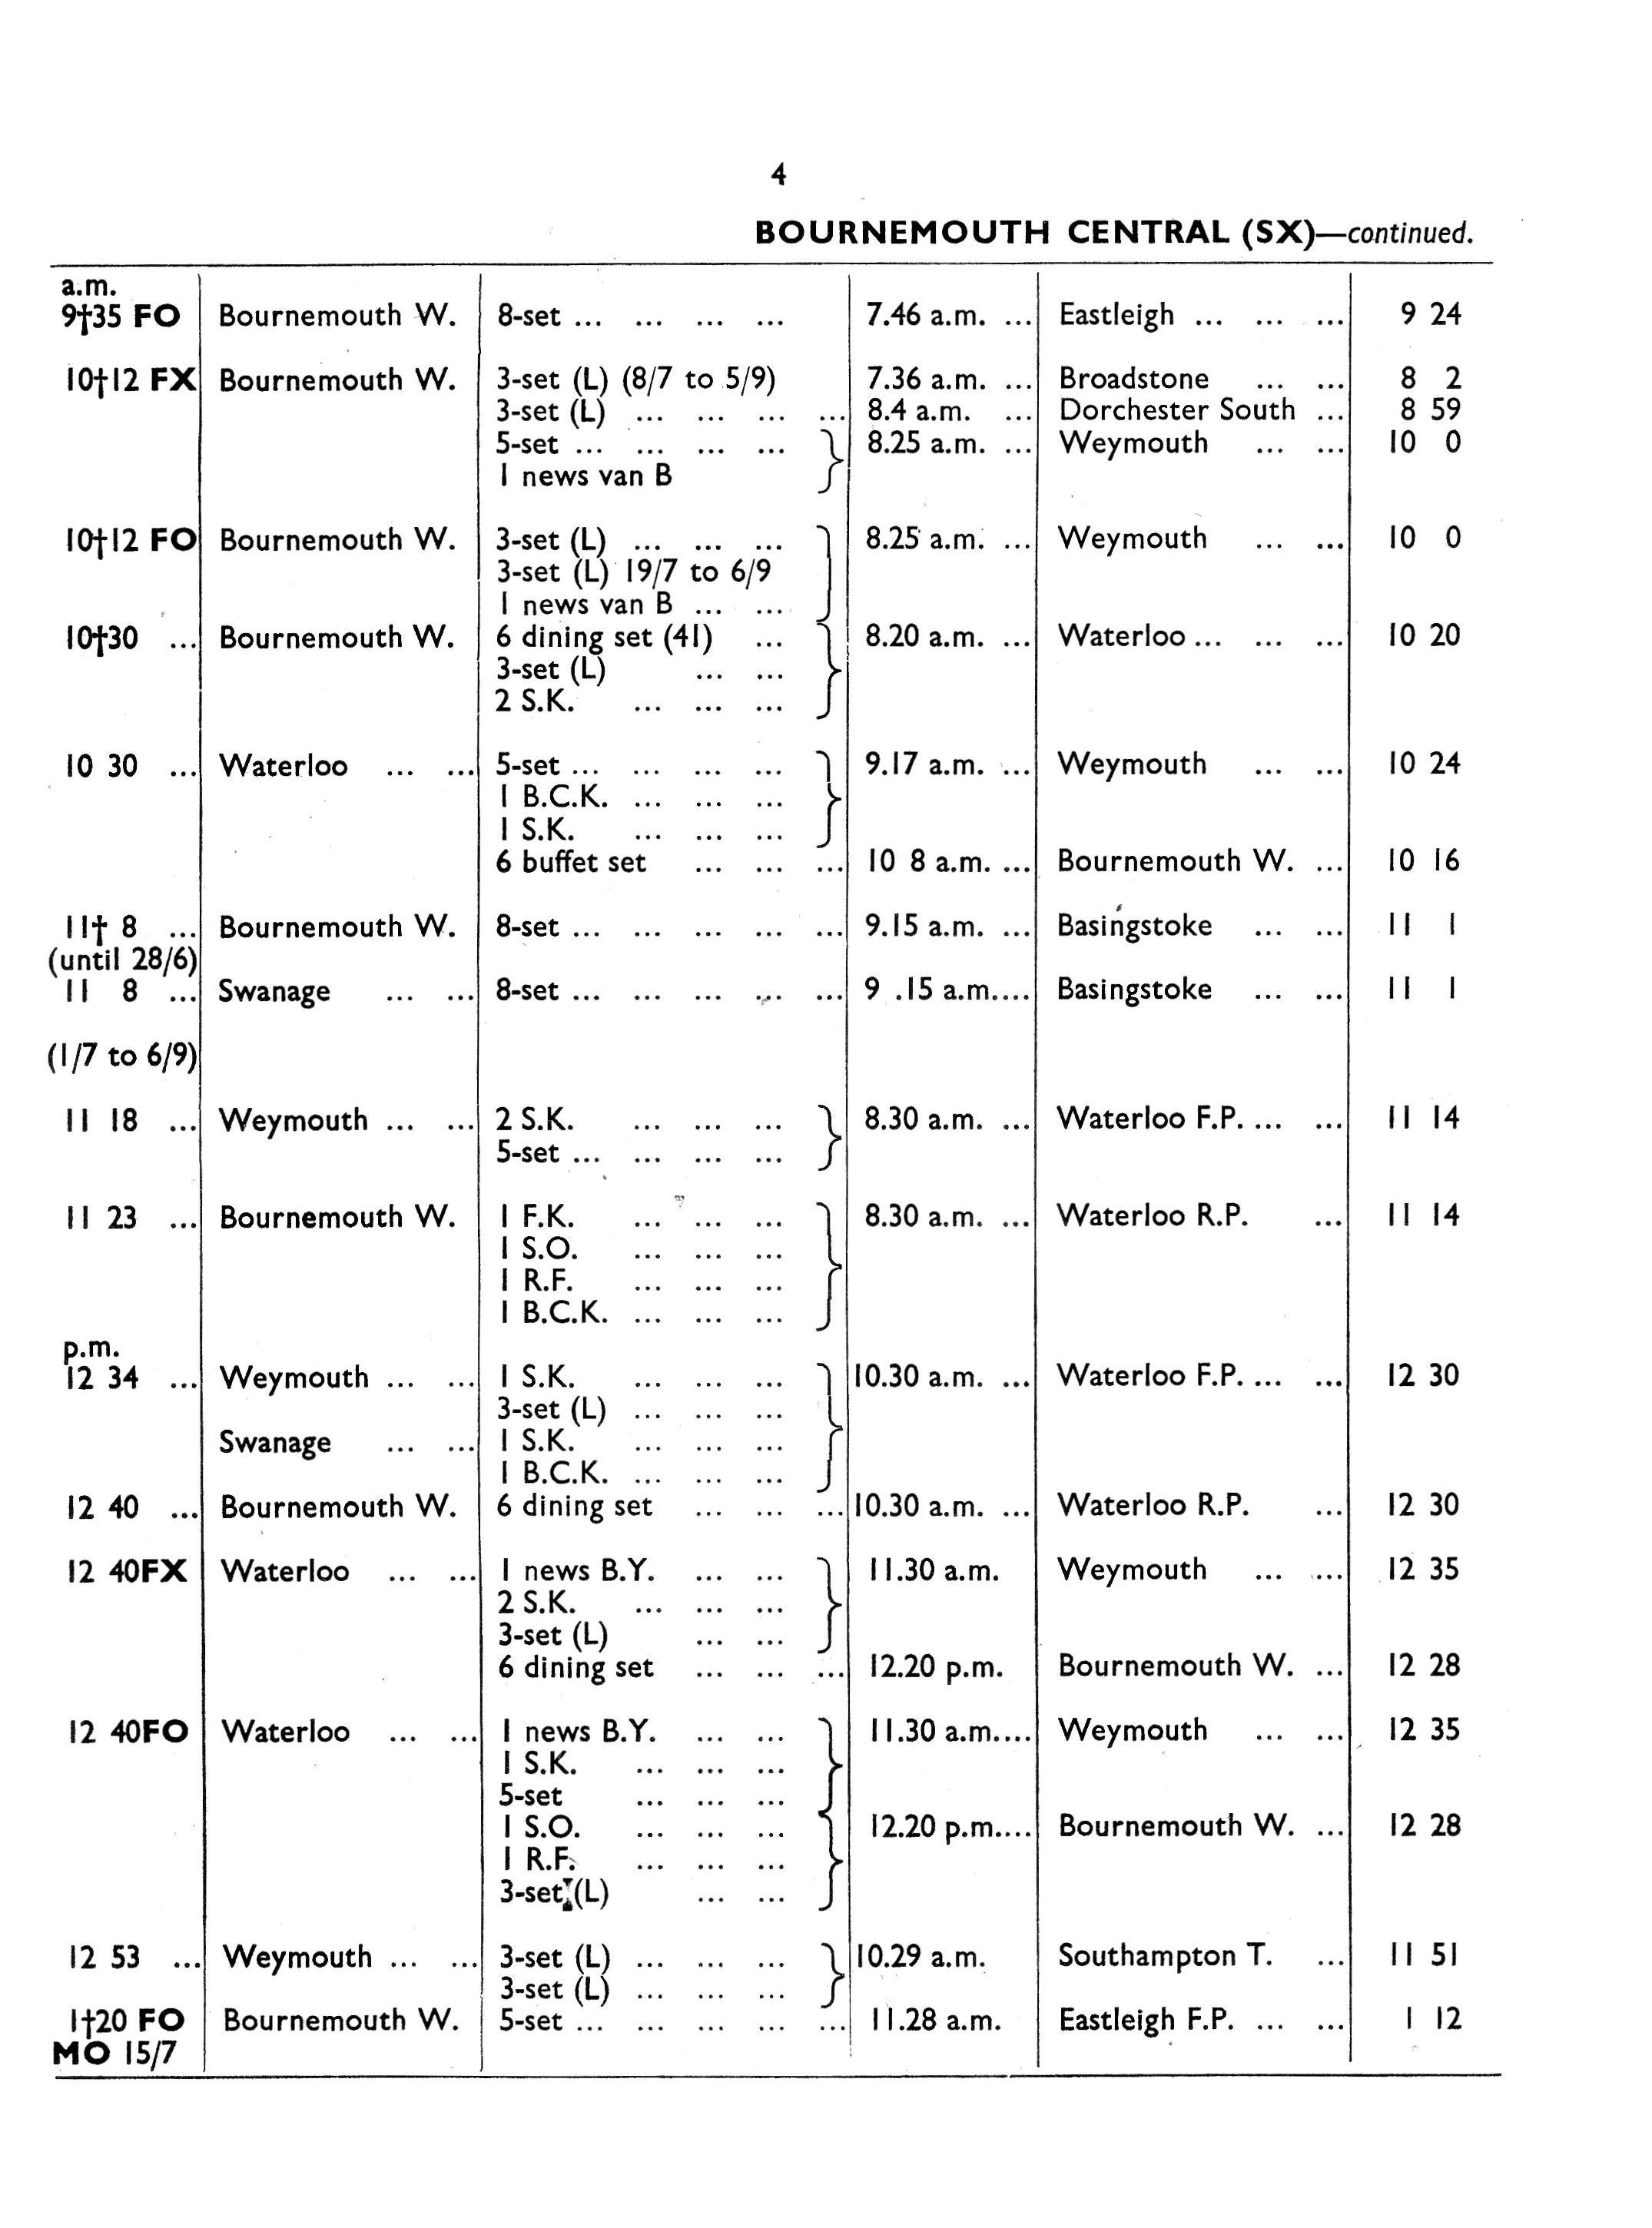 4
BOURNEMOUTH CENTRAL (SX)—continued.
a.m.
9†35 FO Bournemouth W. 8-set ... ... ... ... 7.46 a.m. ... Eastleigh ... ... ... 9 24
10†12 FX Bournemouth W. 3-set (L) (8/7 to 5/9) 7.36 a.m. ... Broadstone ... ... 8 2
3-set (L) ... ... ... ... 8.4 a.m. ... Dorchester South ... 8 59
5-set ... ... ... ... 8.25 a.m. ... Weymouth ... ... 10 0
1 news van B
10†12 FO Bournemouth W. 3-set (L) ... ... ... 8.25 a.m. ... Weymouth ... ... 10 0
3-set (L) 19/7 to 6/9
1 news van B ... ...
10†30 ... Bournemouth W. 6 dining set (41) ... 8.20 a.m. ... Waterloo ... ... ... 10 20
3-set (L) ... ...
2 S.K. ... ... ...
10 30 ... Waterloo ... ... 5-set ... ... ... ... 9.17 a.m. ... Weymouth ... ... 10 24
1 B.C.K. ... ... ...
1 S.K. ... ... ...
6 buffet set ... ... ... 10 8 a.m. ... Bournemouth W. ... 10 16
11† 8 ... Bournemouth W. 8-set ... ... ... ... ... 9.15 a.m. ... Basingstoke ... ... 11 1
(until 28/6)
11 8 ... Swanage ... ... 8-set ... ... ... ... ... 9 .15 a.m.... Basingstoke ... ... 11 1
(1/7 to 6/9)
11 18 ... Weymouth ... ... 2 S.K. ... ... ... 8.30 a.m. ... Waterloo F.P. ... ... 11 14
5-set ... ... ... ...
11 23 ... Bournemouth W. 1 F.K. ... ... ... 8.30 a.m. ... Waterloo R.P. ... 11 14
1 S.O. ... ... ...
1 R.F. ... ... ...
1 B.C.K. ... ... ...
p.m.
12 34 ... Weymouth ... ... 1 S.K. ... ... ... 10.30 a.m. ... Waterloo F.P. ... ... 12 30
3-set (L) ... ... ...
Swanage ... ... 1 S.K. ... ... ...
1 B.C.K. ... ... ...
12 40 ... Bournemouth W. 6 dining set ... ... ... 10.30 a.m. ... Waterloo R.P. ... 12 30
12 40FX Waterloo ... ... 1 news B.Y. ... ... 11.30 a.m. Weymouth ... ... 12 35
2 S.K. ... ... ...
3-set (L) ... ...
6 dining set ... ... ... 12.20 p.m. Bournemouth W. ... 12 28
12 40FO Waterloo ... ... 1 news B.Y. ... ... 11.30 a.m.... Weymouth ... ... 12 35
1 S.K. ... ... ...
5-set ... ... ...
1 S.O. ... ... ... 12.20 p.m.... Bournemouth W. ... 12 28
1 R.F. ... ... ...
3-set (L) ... ...
12 53 ... Weymouth ... ... 3-set (L) ... ... ... 10.29 a.m. Southampton T. ... 11 51
3-set (L) ... ... ...
1†20 FO Bournemouth W. 5-set ... ... ... ... ... 11.28 a.m. Eastleigh F.P. ... ... 1 12
MO 15/7